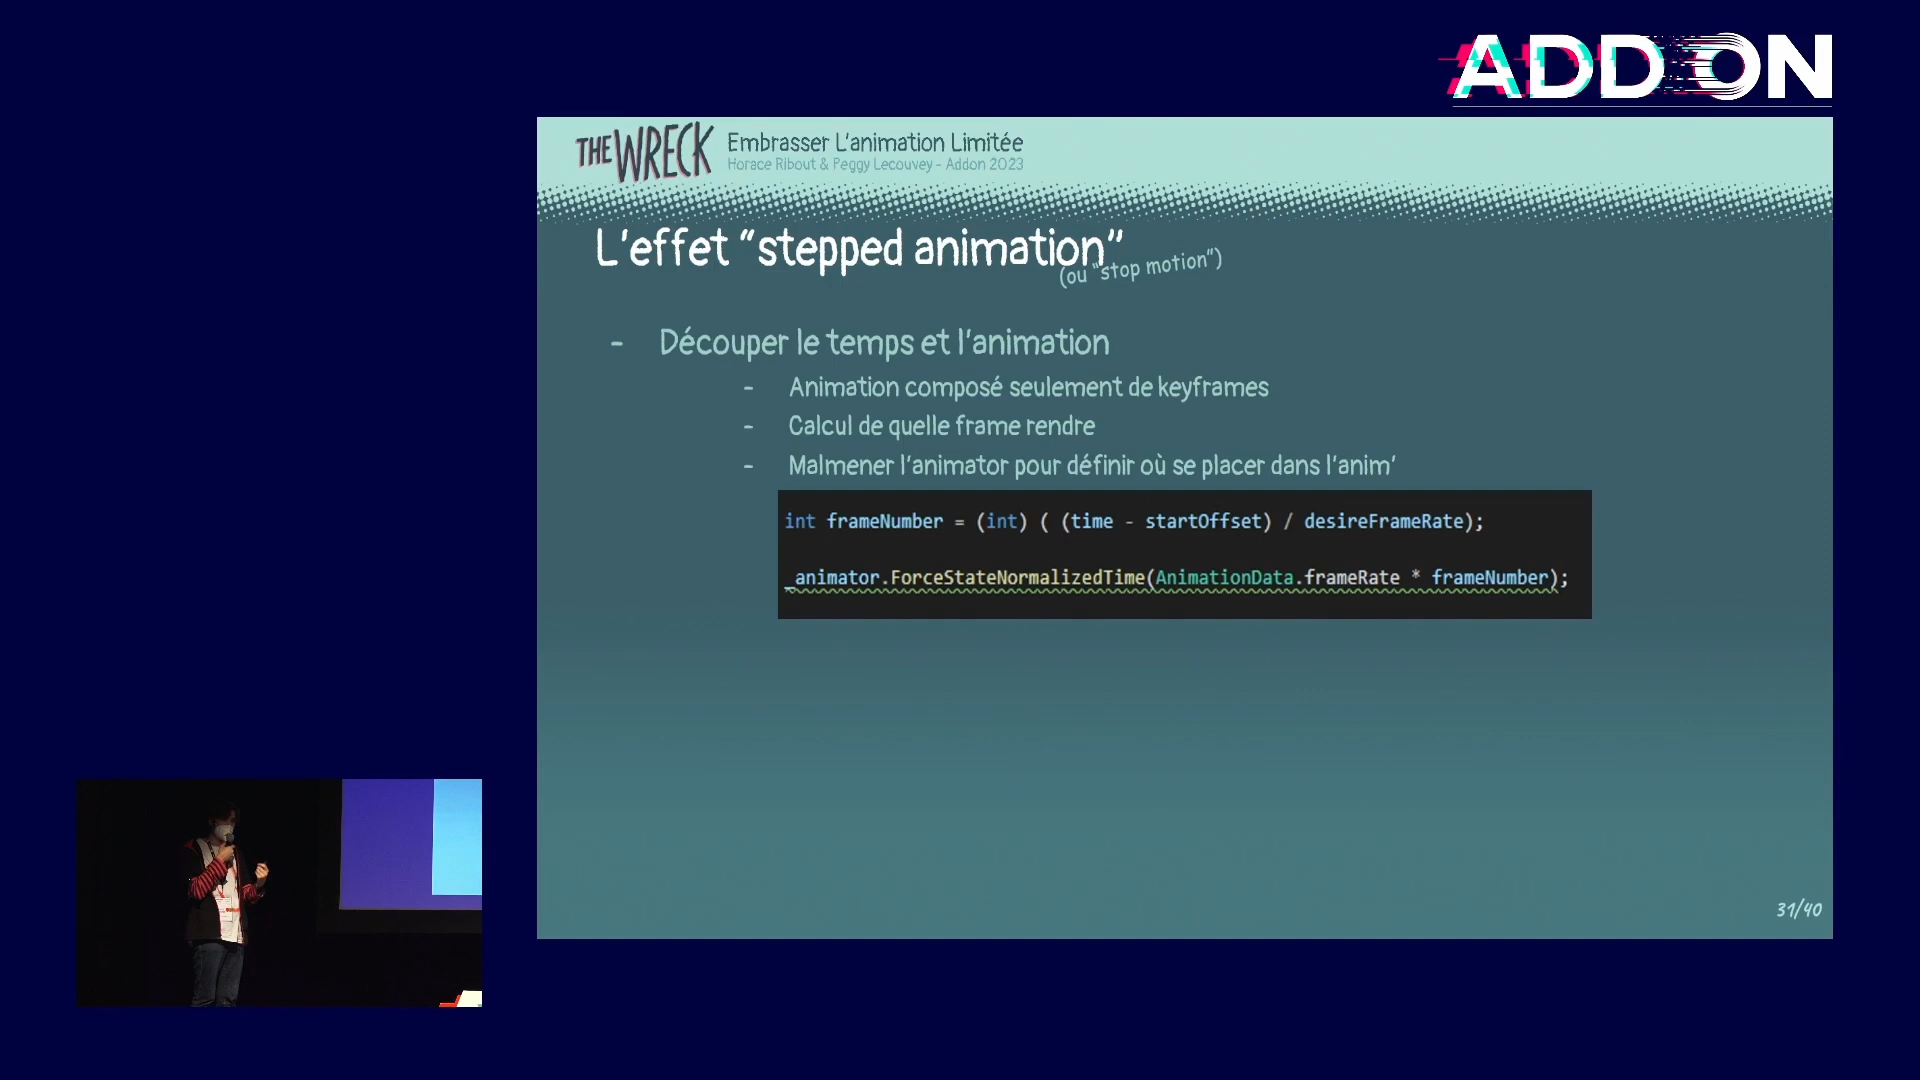 ADDON
THE WRECK
Embrasser L'animation Limitée
Horace Ribout & Peggy Lecouvey - Addon 2023
L'effet "stepped animation"
(ou "stop motion")
- Découper le temps et l'animation
- Animation composé seulement de keyframes
- Calcul de quelle frame rendre
- Malmener l'animator pour définir où se placer dans l'anim'
int frameNumber = (int) ( (time - startOffset) / desireFrameRate);
_animator.ForceStateNormalizedTime(AnimationData.frameRate * frameNumber);
31/40